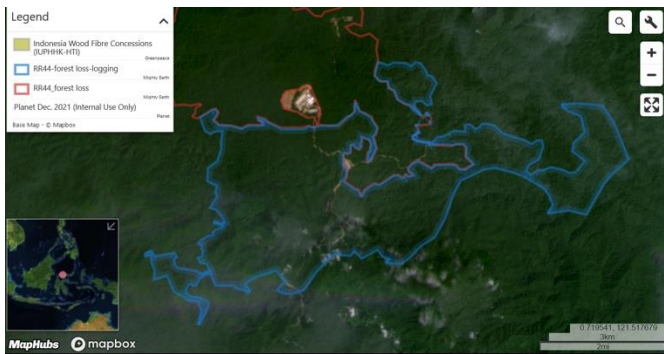 Legend
Indonesia Wood Fibre Concessions
(IUPHHK-HTI)
Greenpeace
RR44-forest loss-logging
Mighty Earth
RR44_forest loss
Mighty Earth
Planet Dec, 2021 (Internal Use Only)
Planet
Base Map - © Mapbox
0.719541, 121.517679
3km
2mi
MapHubs
mapbox